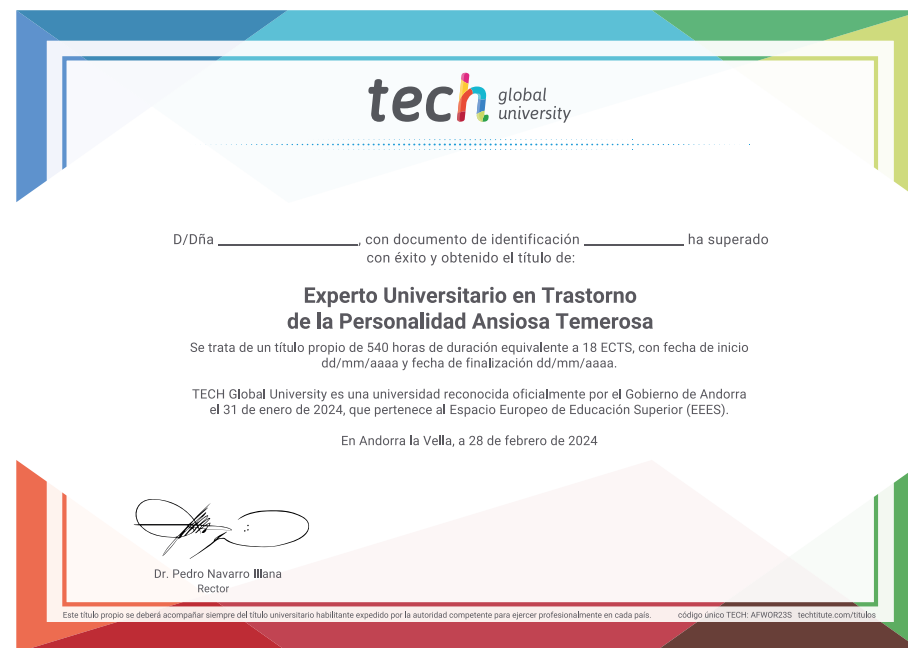 tech global university
D/Dña ____________, con documento de identificación ____________ ha superado
con éxito y obtenido el título de:
Experto Universitario en Trastorno
de la Personalidad Ansiosa Temerosa
Se trata de un título propio de 540 horas de duración equivalente a 18 ECTS, con fecha de inicio
dd/mm/aaaa y fecha de finalización dd/mm/aaaa.
TECH Global University es una universidad reconocida oficialmente por el Gobierno de Andorra
el 31 de enero de 2024, que pertenece al Espacio Europeo de Educación Superior (EEES).
En Andorra la Vella, a 28 de febrero de 2024
Dr. Pedro Navarro Illana
Rector
Este título propio se deberá acompañar siempre del título universitario habilitante expedido por la autoridad competente para ejercer profesionalmente en cada país. código único TECH: AFWOR23S techtitute.com/titulos